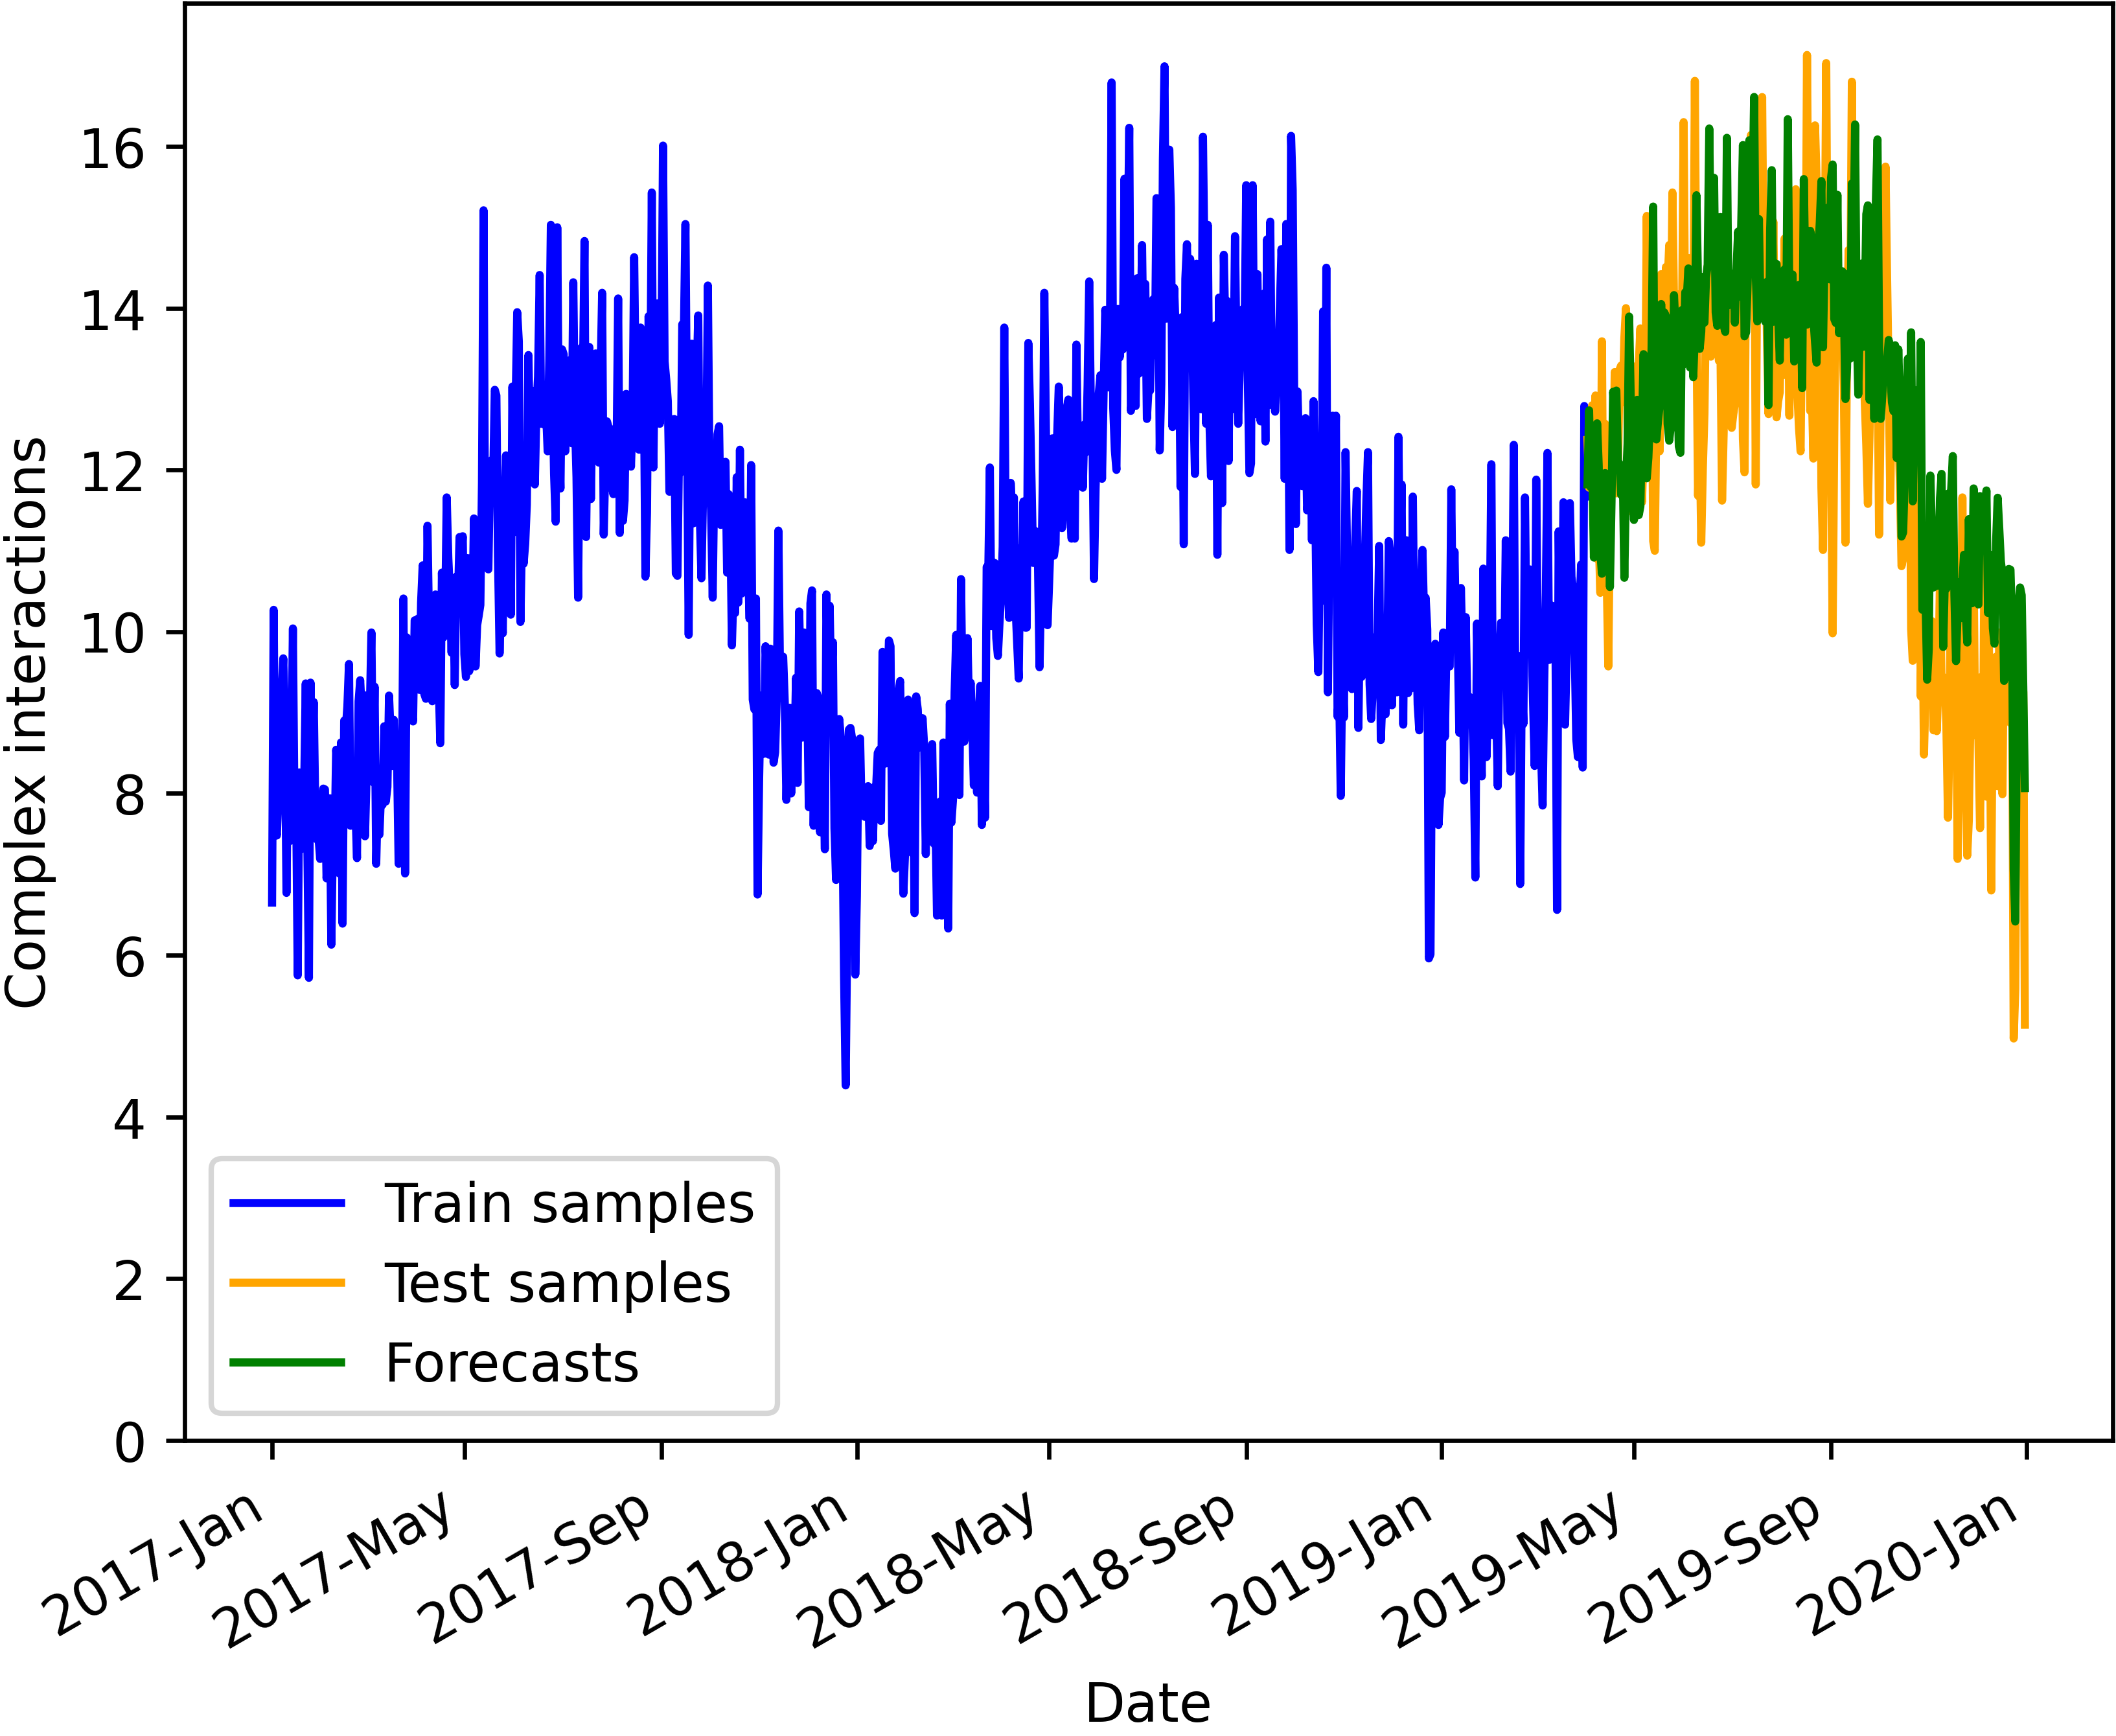 Complex interactions
16
14
12
10
8
6
4
2
0
Train samples
Test samples
Forecasts
2017-Jan
2017-May
2017-Sep
2018-Jan
2018-May
2018-Sep
2019-Jan
2019-May
2019-Sep
2020-Jan
Date